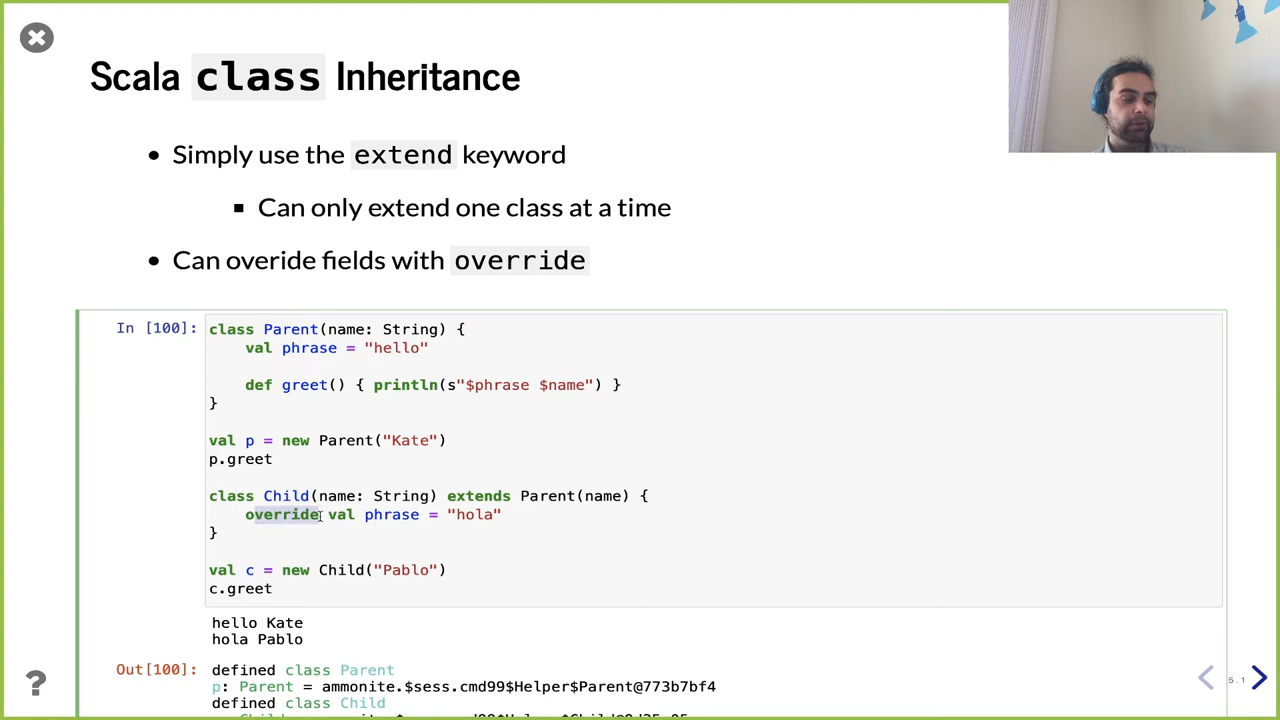 Scala class Inheritance
• Simply use the extend keyword
▪ Can only extend one class at a time
• Can overide fields with override
In [100]:
class Parent(name: String) {
    val phrase = "hello"
    def greet() { println(s"$phrase $name") }
}
val p = new Parent("Kate")
p.greet
class Child(name: String) extends Parent(name) {
    override val phrase = "hola"
}
val c = new Child("Pablo")
c.greet
hello Kate
hola Pablo
Out[100]:
defined class Parent
p: Parent = ammonite.$sess.cmd99$Helper$Parent@773b7bf4
defined class Child
?
5.1